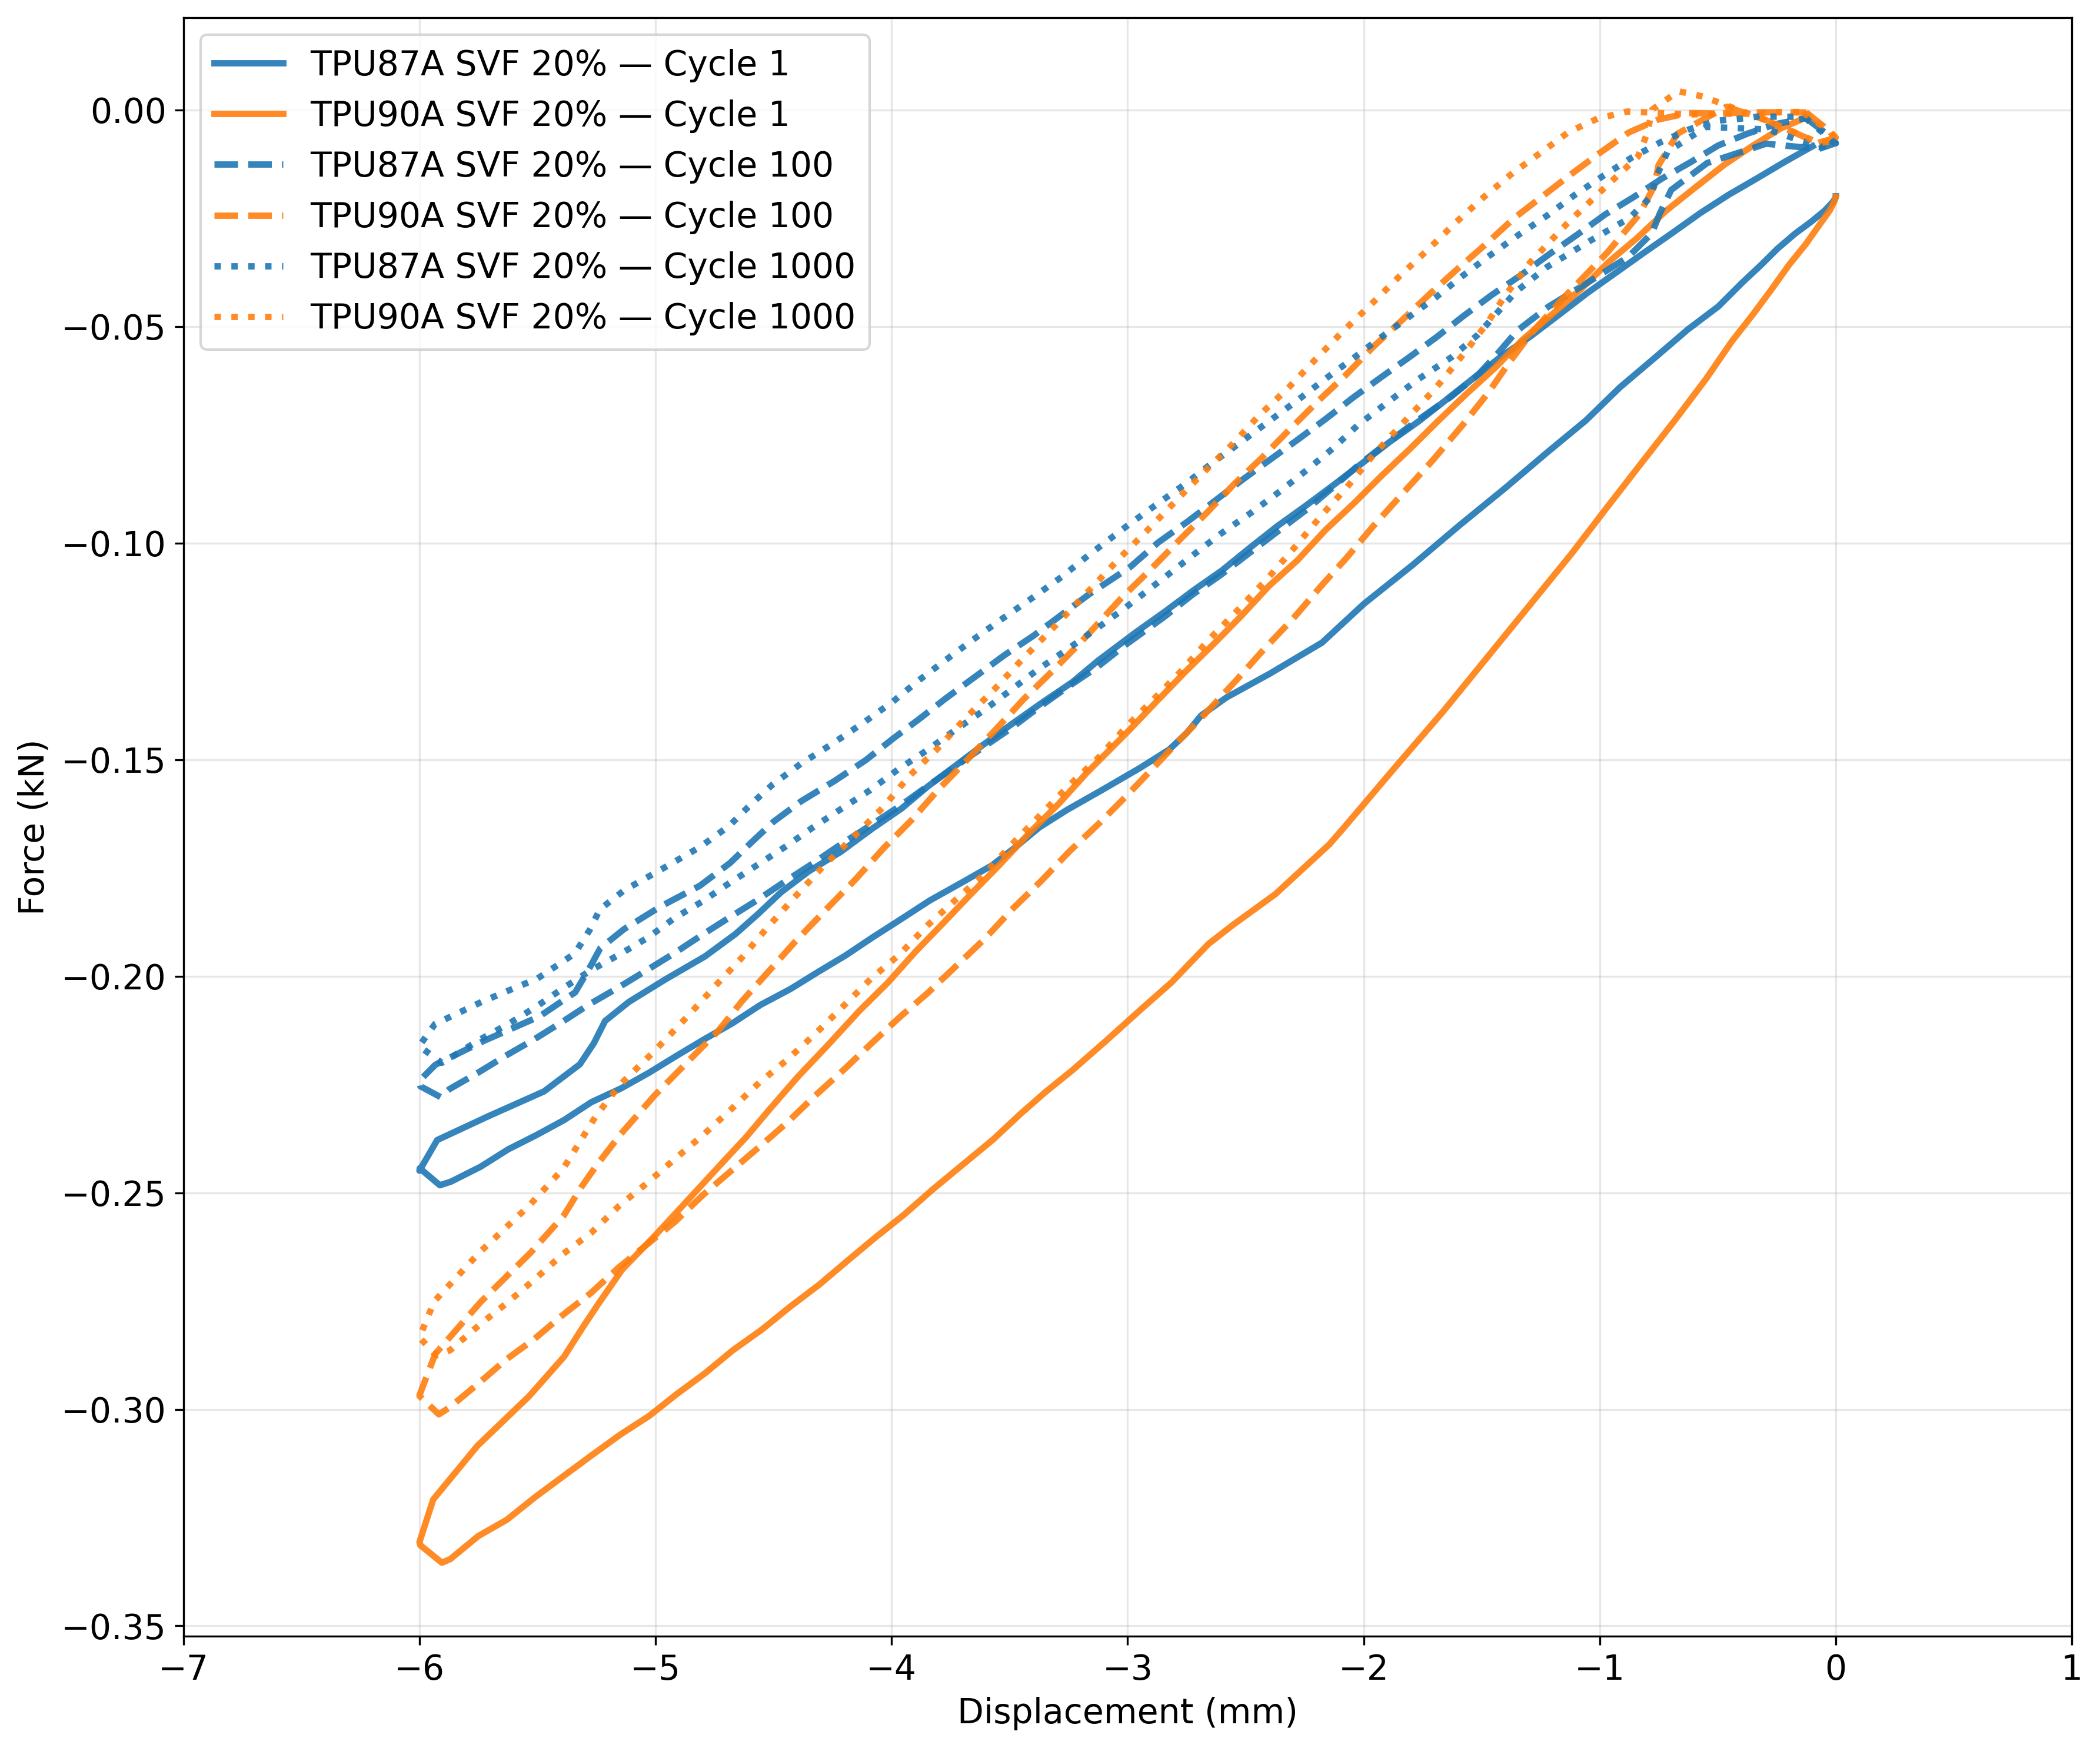 TPU87A SVF 20% — Cycle 1
TPU90A SVF 20% — Cycle 1
TPU87A SVF 20% — Cycle 100
TPU90A SVF 20% — Cycle 100
TPU87A SVF 20% — Cycle 1000
TPU90A SVF 20% — Cycle 1000
0.00
−0.05
−0.10
−0.15
−0.20
−0.25
−0.30
−0.35
Force (kN)
−7 −6 −5 −4 −3 −2 −1 0 1
Displacement (mm)